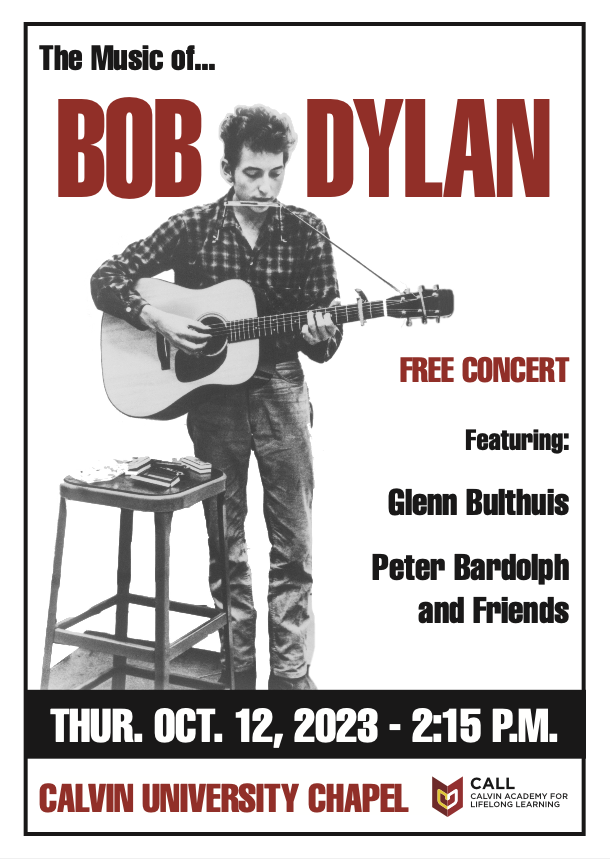 The Music of...
BOB DYLAN
FREE CONCERT
Featuring:
Glenn Bulthuis
Peter Bardolph
and Friends
THUR. OCT. 12, 2023 - 2:15 P.M.
CALVIN UNIVERSITY CHAPEL
CALL
CALVIN ACADEMY FOR
LIFELONG LEARNING